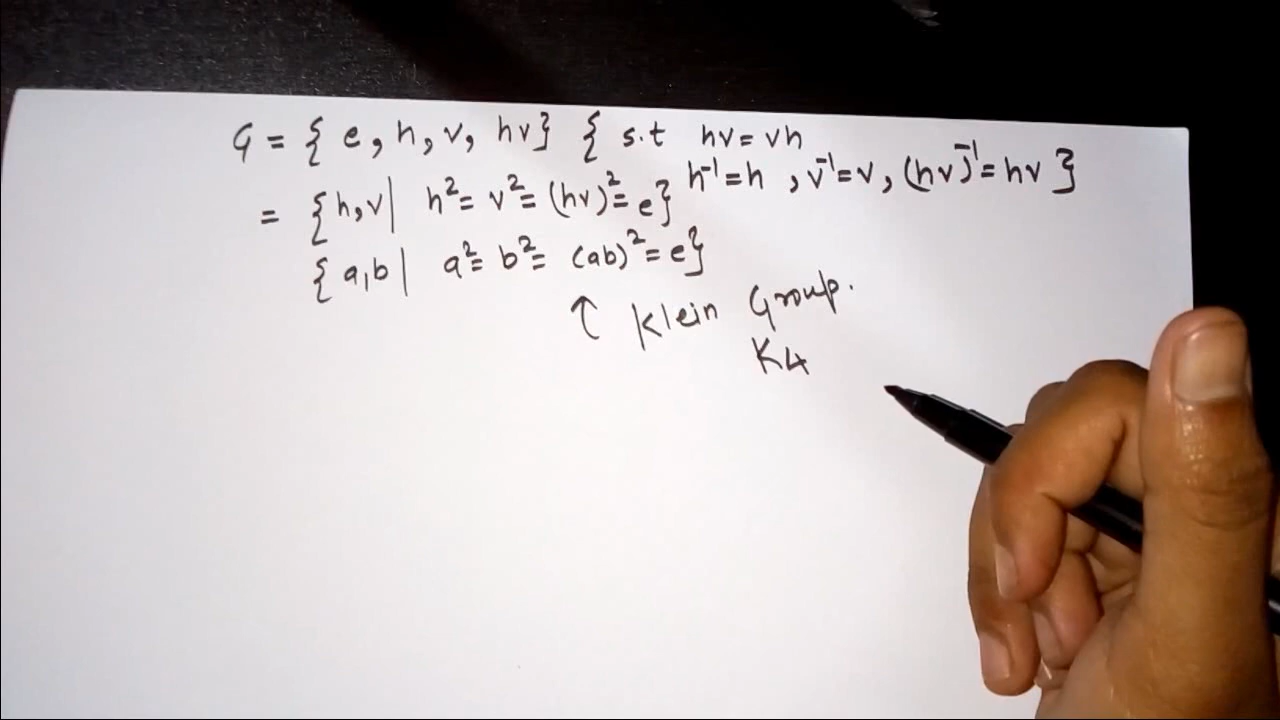 G = { e, h, v, hv} { s.t hv = vh
h⁻¹ = h , v⁻¹ = v, (hv)⁻¹ = hv }
= {h,v| h² = v² = (hv)² = e}
{a,b| a² = b² = (ab)² = e}
↑ Klein Group.
K4